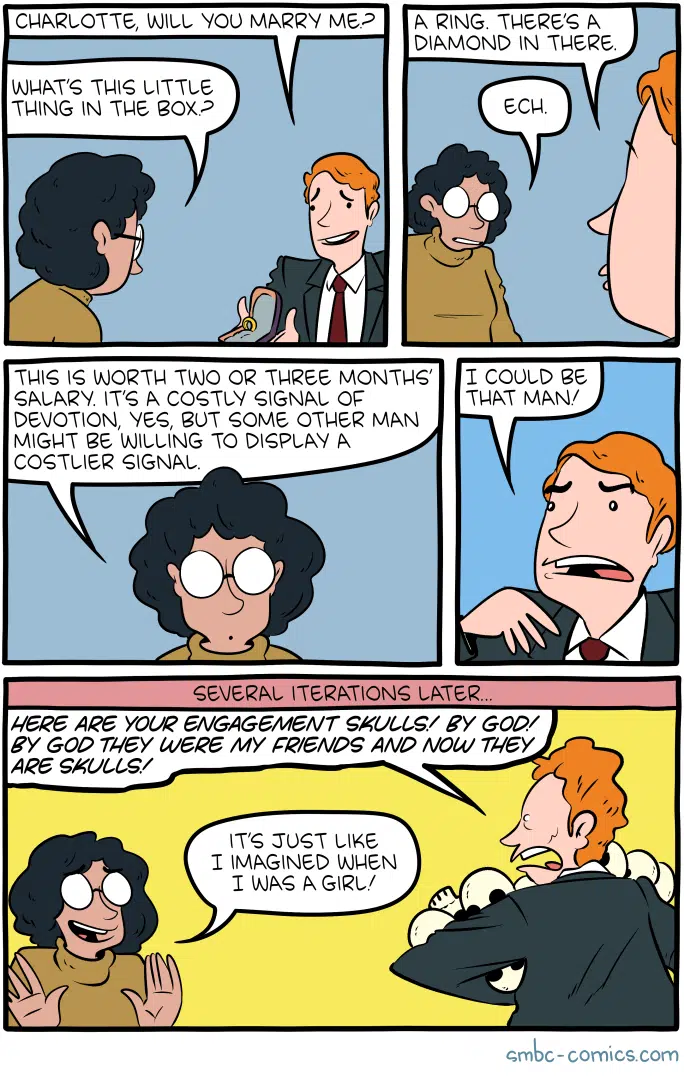 CHARLOTTE, WILL YOU MARRY ME?
WHAT'S THIS LITTLE
THING IN THE BOX?
A RING. THERE'S A
DIAMOND IN THERE.
ECH.
THIS IS WORTH TWO OR THREE MONTHS'
SALARY. IT'S A COSTLY SIGNAL OF
DEVOTION, YES, BUT SOME OTHER MAN
MIGHT BE WILLING TO DISPLAY A
COSTLIER SIGNAL.
I COULD BE
THAT MAN!
SEVERAL ITERATIONS LATER...
HERE ARE YOUR ENGAGEMENT SKULLS! BY GOD!
BY GOD THEY WERE MY FRIENDS AND NOW THEY
ARE SKULLS!
IT'S JUST LIKE
I IMAGINED WHEN
I WAS A GIRL!
smbc-comics.com